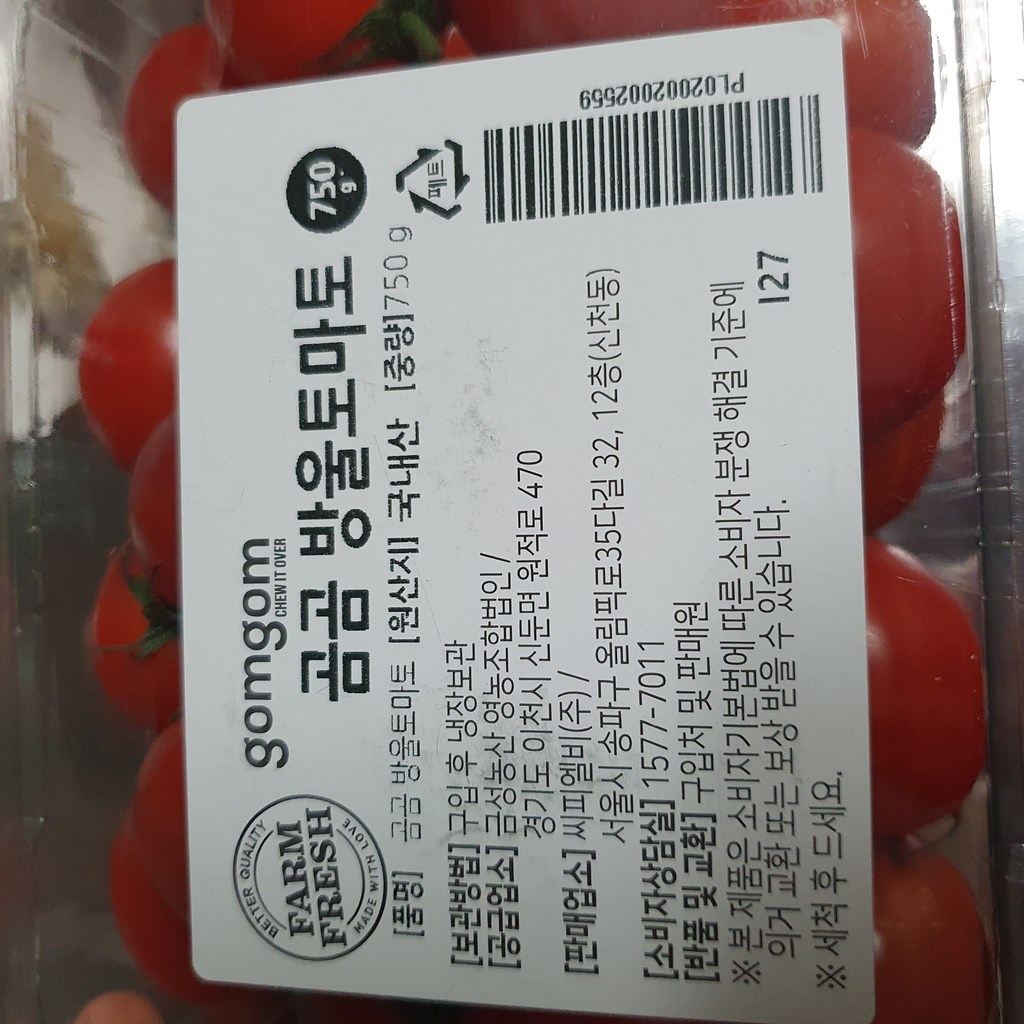 BETTER QUALITY
FARM
FRESH
MADE WITH LOVE
gomgom
CHEW IT OVER
곰곰 방울토마토 750g
[품명] 곰곰 방울토마토 [원산지] 국내산 [중량]750 g
[보관방법] 구입 후 냉장보관
[공급업소] 금성농산 영농조합법인 /
경기도 이천시 신둔면 원적로 470
[판매업소] 씨피엘비(주) /
서울시 송파구 올림픽로35다길 32, 12층(신천동)
[소비자상담실] 1577-7011
[반품 및 교환] 구입처 및 판매원
※ 본 제품은 소비자기본법에 따른 소비자 분쟁 해결 기준에
의거 교환 또는 보상 받을 수 있습니다.
※ 세척 후 드세요.
페트
PL020020002559
127